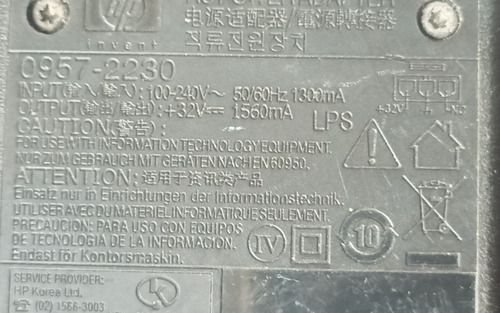 hp
invent
电源适配器/電源轉接器
직류전원장치
0957-2230
INPUT(输入/輸入): 100-240V~ 50/60Hz 1300mA
OUTPUT(输出/輸出): +32V⎓ 1560mA
LPS
+32V NC
CAUTION(警告):
FOR USE WITH INFORMATION TECHNOLOGY EQUIPMENT.
NUR ZUM GEBRAUCH MIT GERÄTEN NACH EN 60950.
ATTENTION: 适用于资讯类产品
Einsatz nur in Einrichtungen der Informationstechnik.
UTILISER AVEC DU MATERIEL INFORMATIQUE SEULEMENT.
PRECAUCION: PARA USO CON EQUIPOS
DE TECNOLOGIA DE LA INFORMACION.
Endast för Kontorsmaskin.
IV
10
SERVICE PROVIDER:
HP Korea Ltd.
☎ (02) 1566-3003